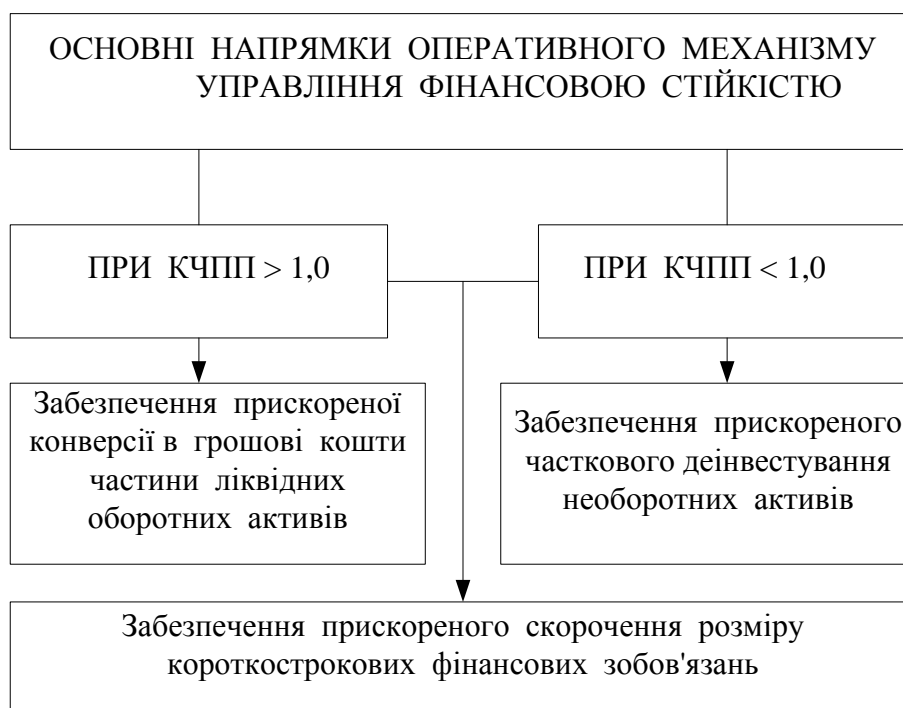 ОСНОВНІ НАПРЯМКИ ОПЕРАТИВНОГО МЕХАНІЗМУ
УПРАВЛІННЯ ФІНАНСОВОЮ СТІЙКІСТЮ
ПРИ КЧПП > 1,0
ПРИ КЧПП < 1,0
Забезпечення прискореної
конверсії в грошові кошти
частини ліквідних
оборотних активів
Забезпечення прискореного
часткового деінвестування
необоротних активів
Забезпечення прискореного скорочення розміру
короткострокових фінансових зобов'язань